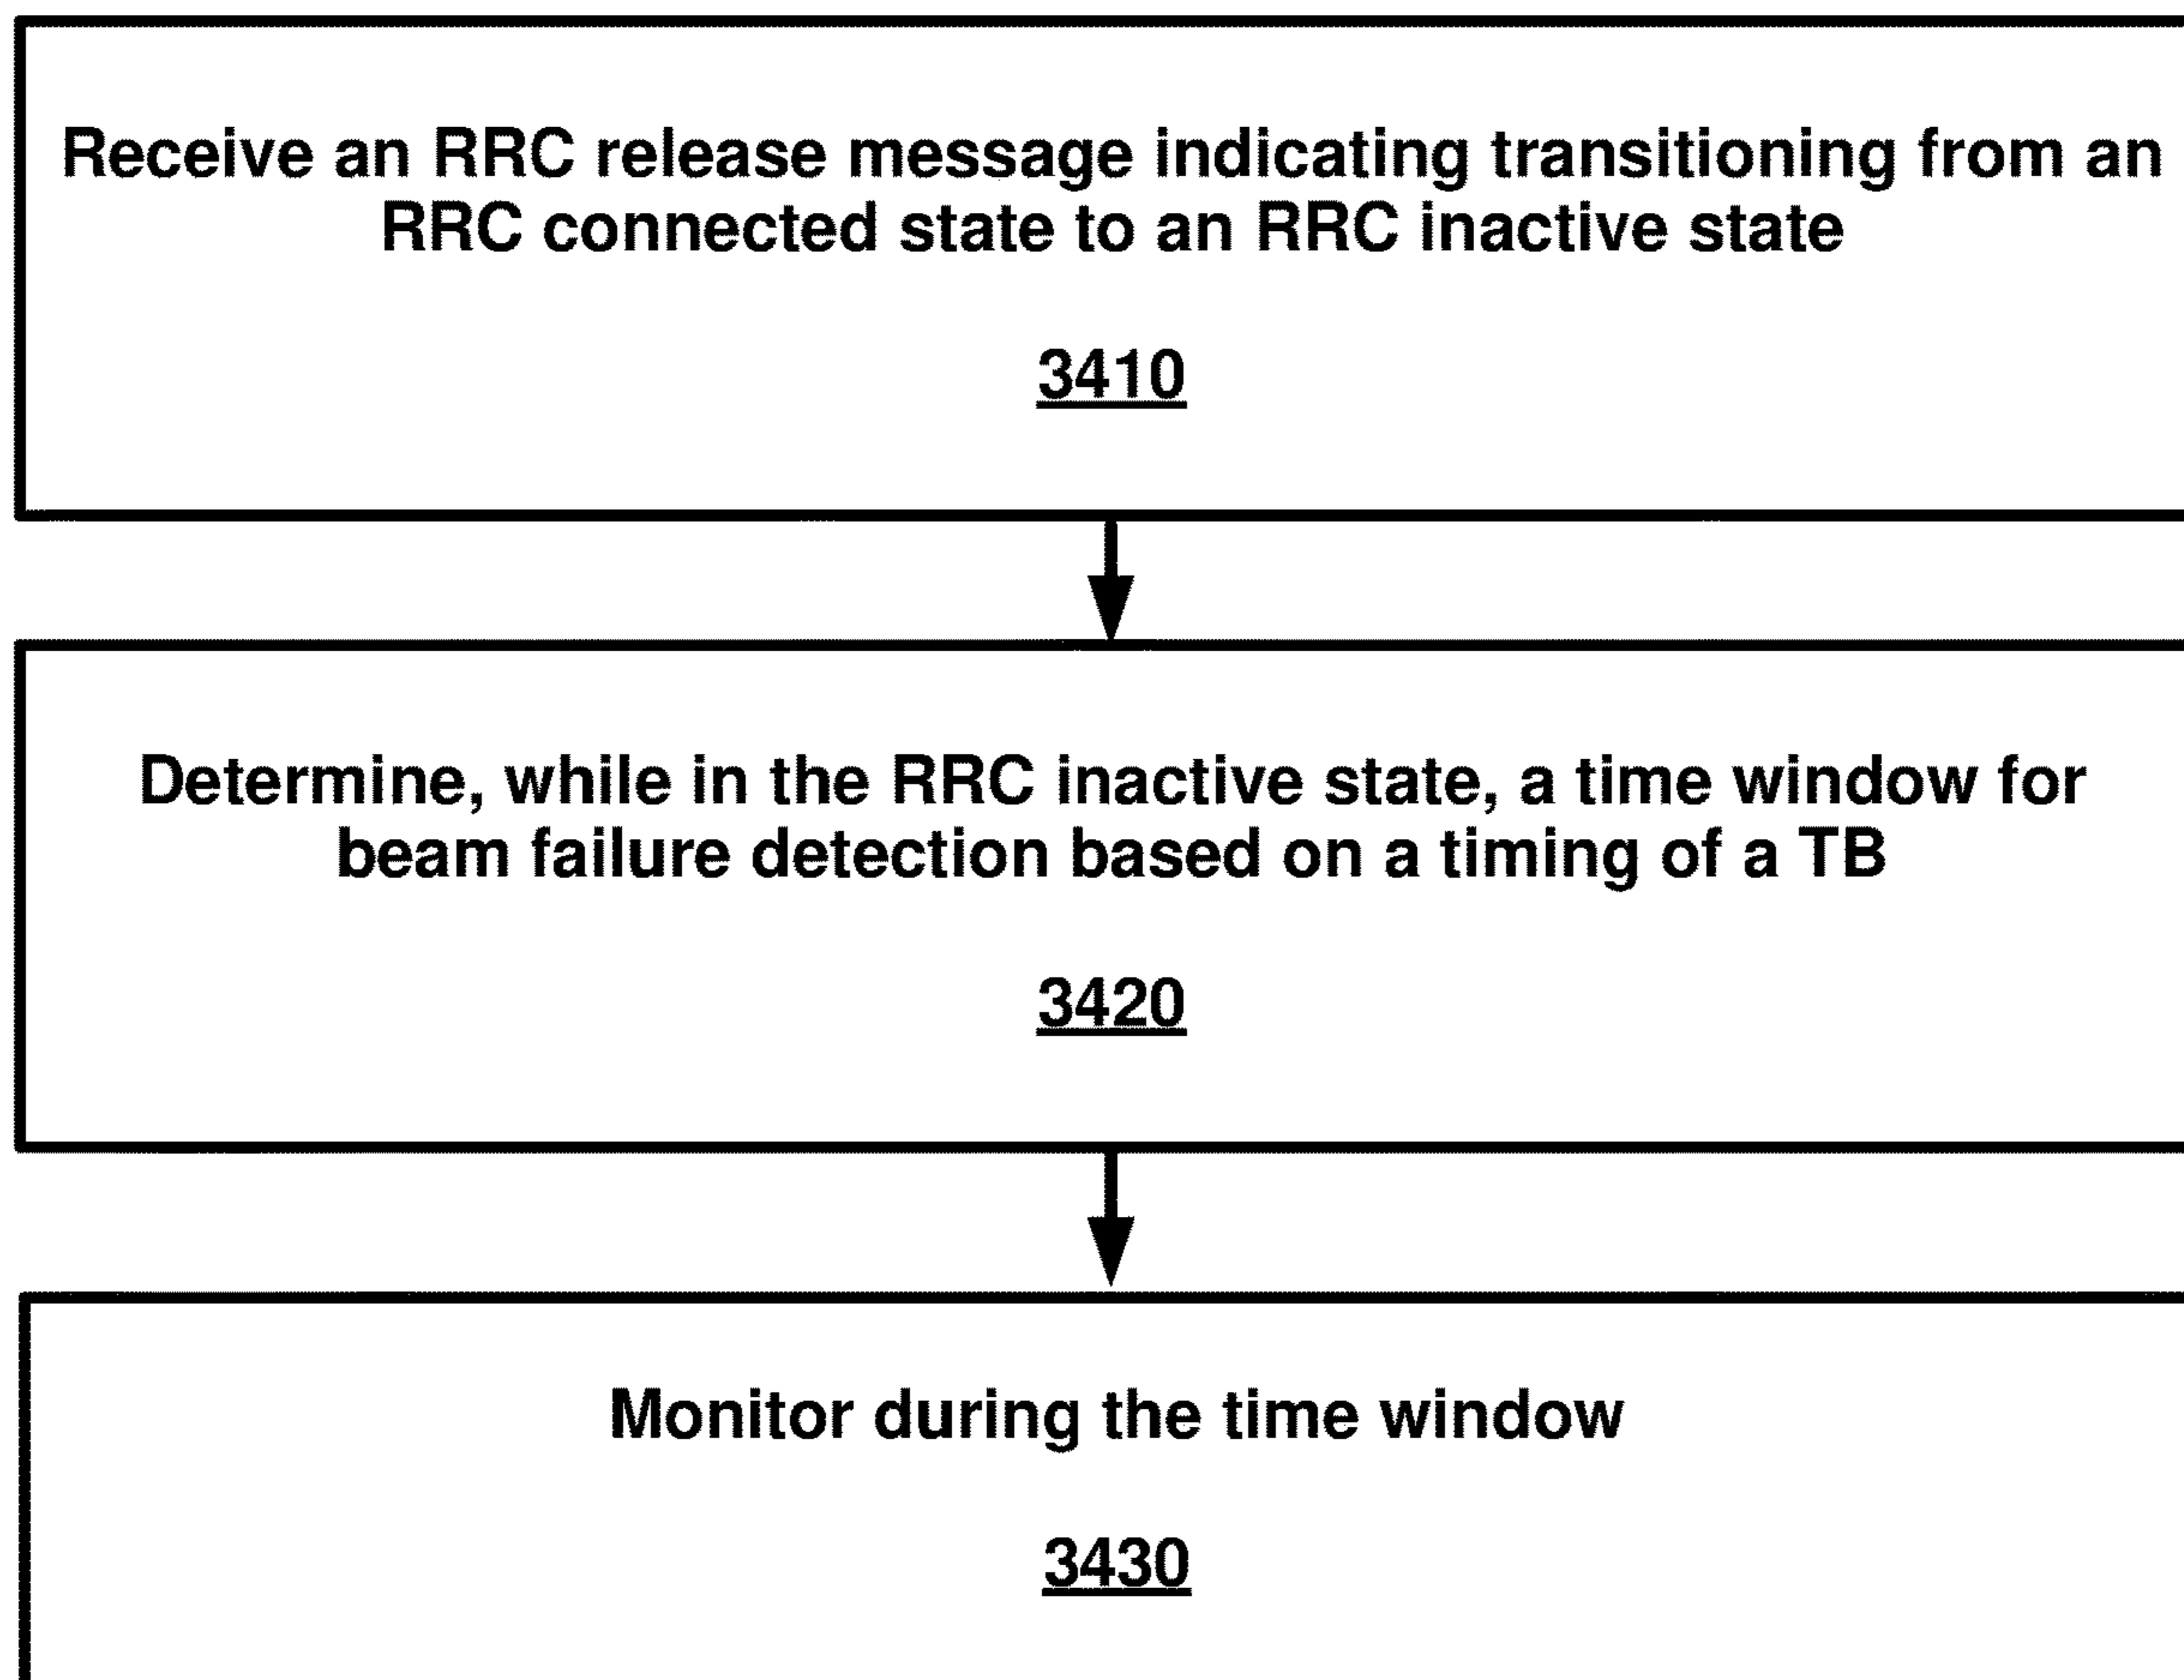 Receive an RRC release message indicating transitioning from an
RRC connected state to an RRC inactive state
3410
Determine, while in the RRC inactive state, a time window for
beam failure detection based on a timing of a TB
3420
Monitor during the time window
3430